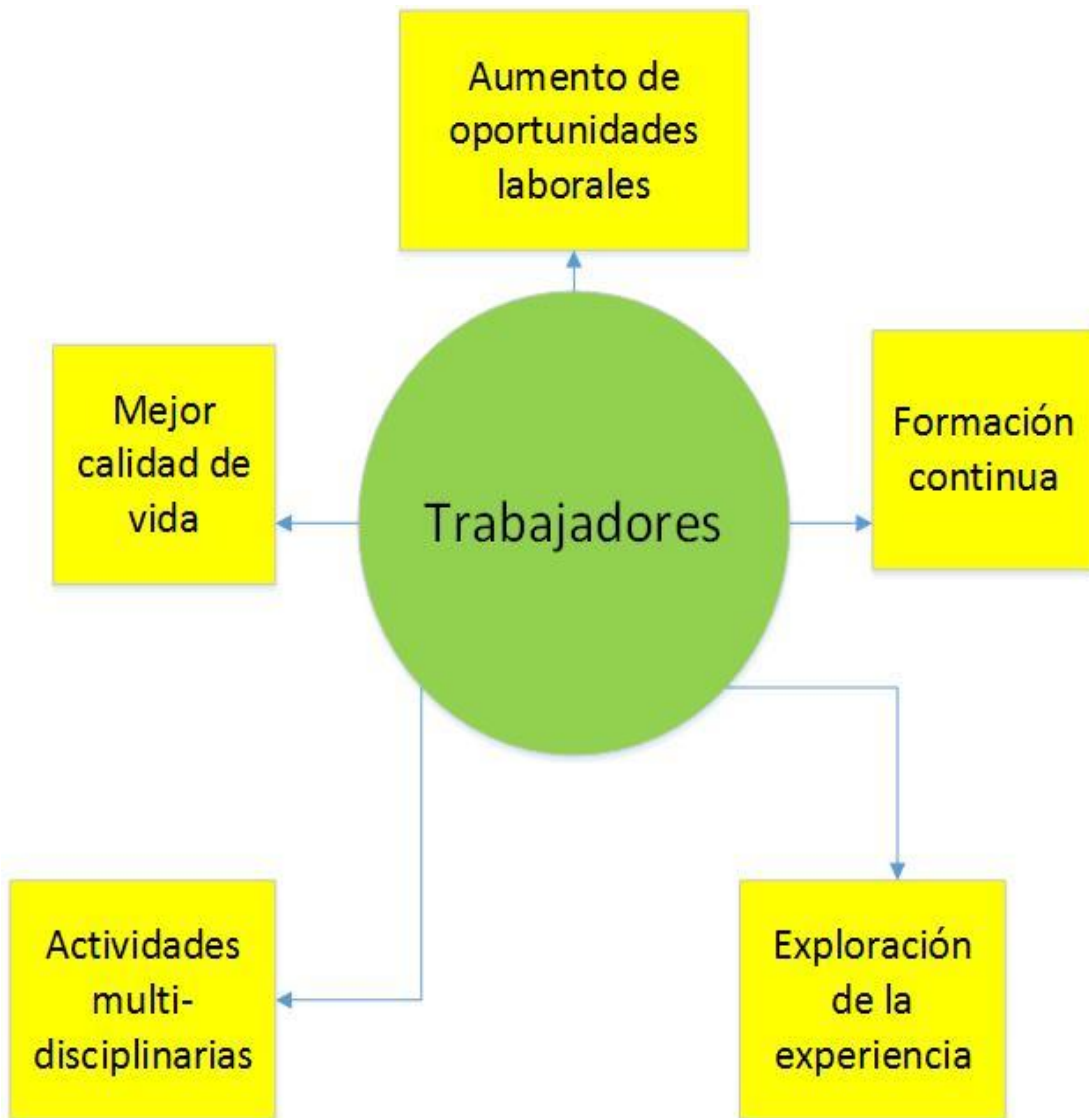 Aumento de
oportunidades
laborales
Mejor
calidad de
vida
Trabajadores
Formación
continua
Actividades
multi-
disciplinarias
Exploración
de la
experiencia